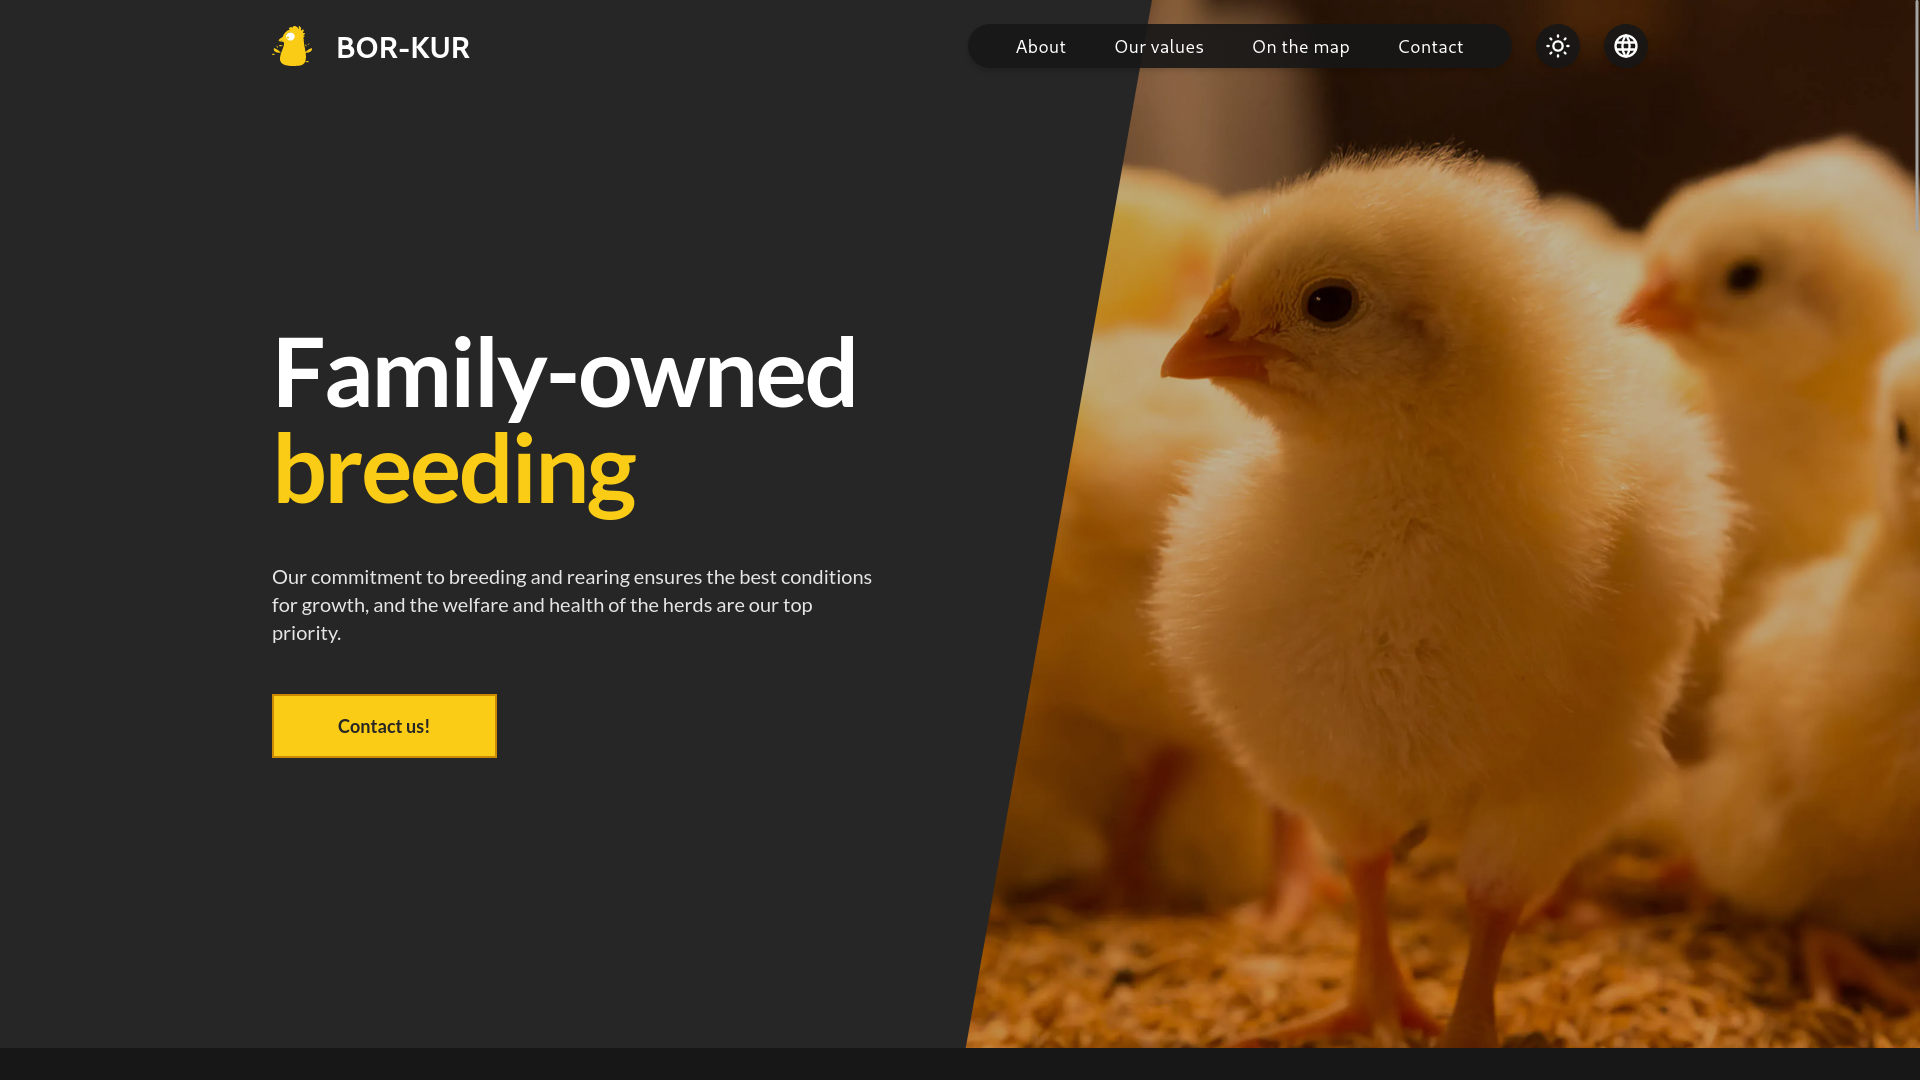 BOR-KUR
About
Our values
On the map
Contact
Family-owned
breeding
Our commitment to breeding and rearing ensures the best conditions
for growth, and the welfare and health of the herds are our top
priority.
Contact us!